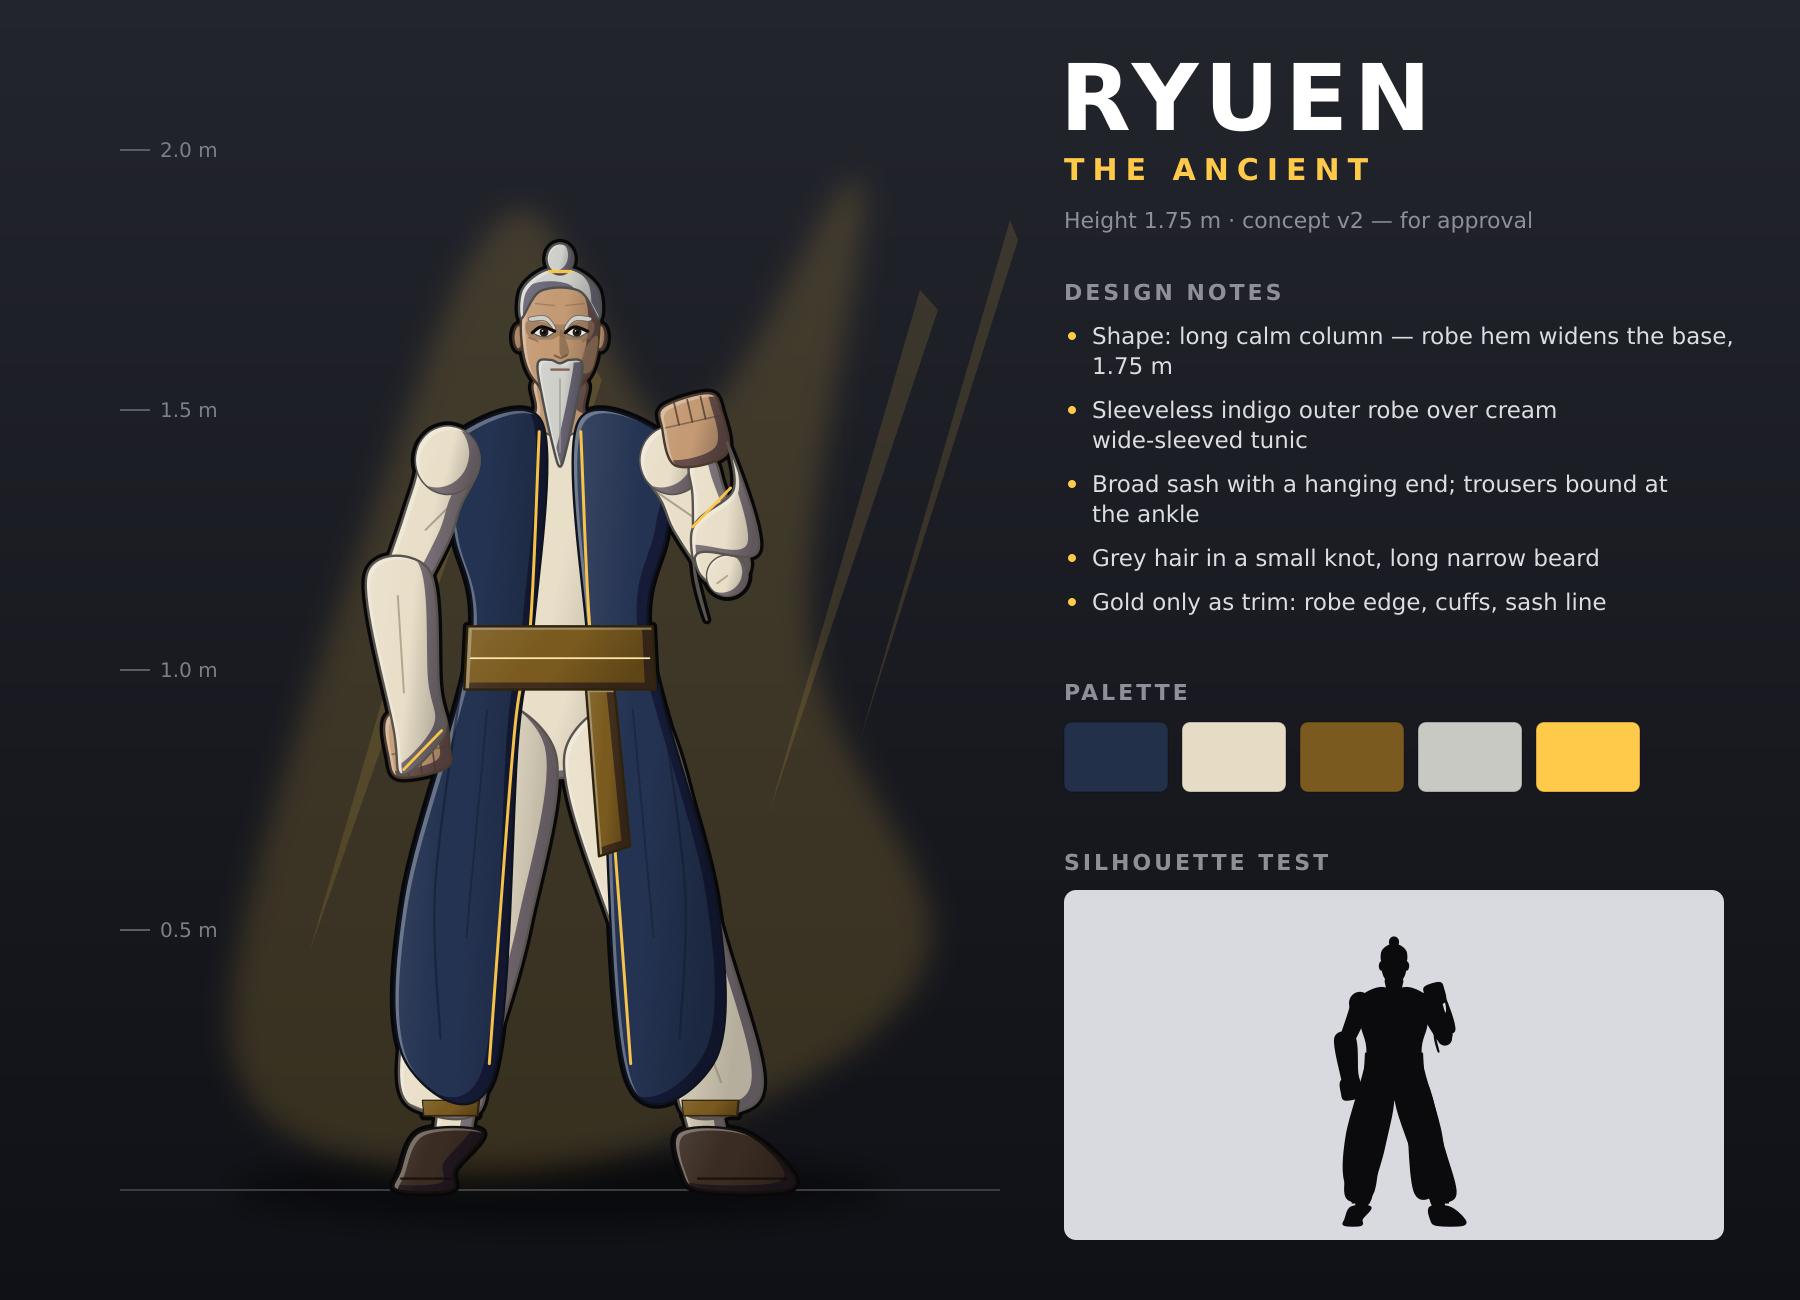 RYUEN
THE ANCIENT
Height 1.75 m · concept v2 — for approval
2.0 m
1.5 m
1.0 m
0.5 m
DESIGN NOTES
• Shape: long calm column — robe hem widens the base,
1.75 m
• Sleeveless indigo outer robe over cream
wide-sleeved tunic
• Broad sash with a hanging end; trousers bound at
the ankle
• Grey hair in a small knot, long narrow beard
• Gold only as trim: robe edge, cuffs, sash line
PALETTE
SILHOUETTE TEST